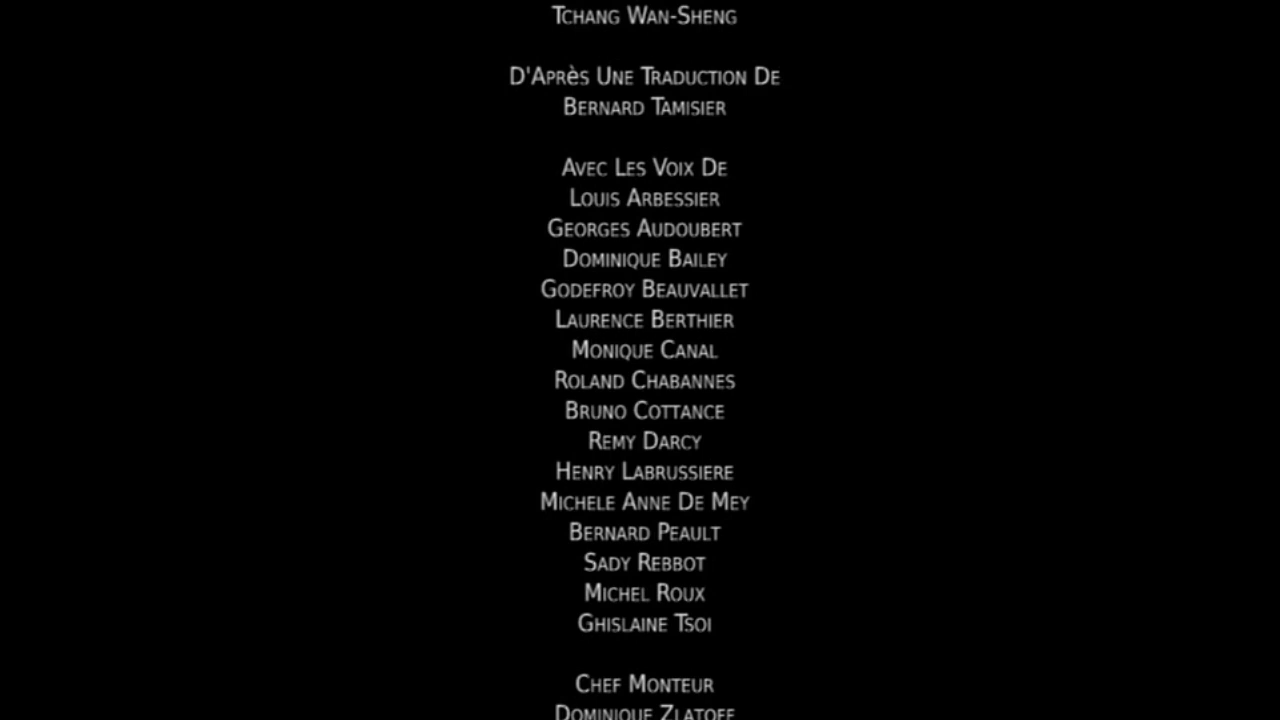 Tchang Wan-Sheng
D'Après Une Traduction De
Bernard Tamisier
Avec Les Voix De
Louis Arbessier
Georges Audoubert
Dominique Bailey
Godefroy Beauvallet
Laurence Berthier
Monique Canal
Roland Chabannes
Bruno Cottance
Remy Darcy
Henry Labrussiere
Michele Anne De Mey
Bernard Peault
Sady Rebbot
Michel Roux
Ghislaine Tsoi
Chef Monteur
Dominique Zlatoff